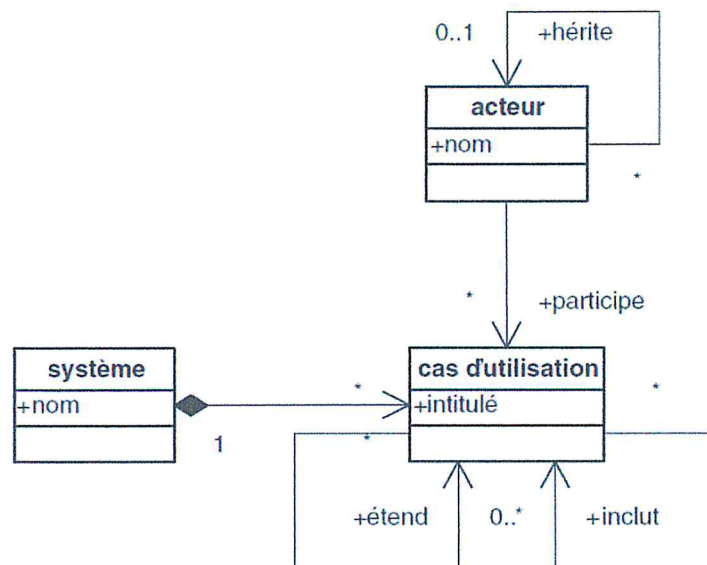 0..1 +hérite
acteur
+nom
*
* +participe
système
+nom
1
*
cas d'utilisation
+intitulé
*
*
+étend 0..* +inclut